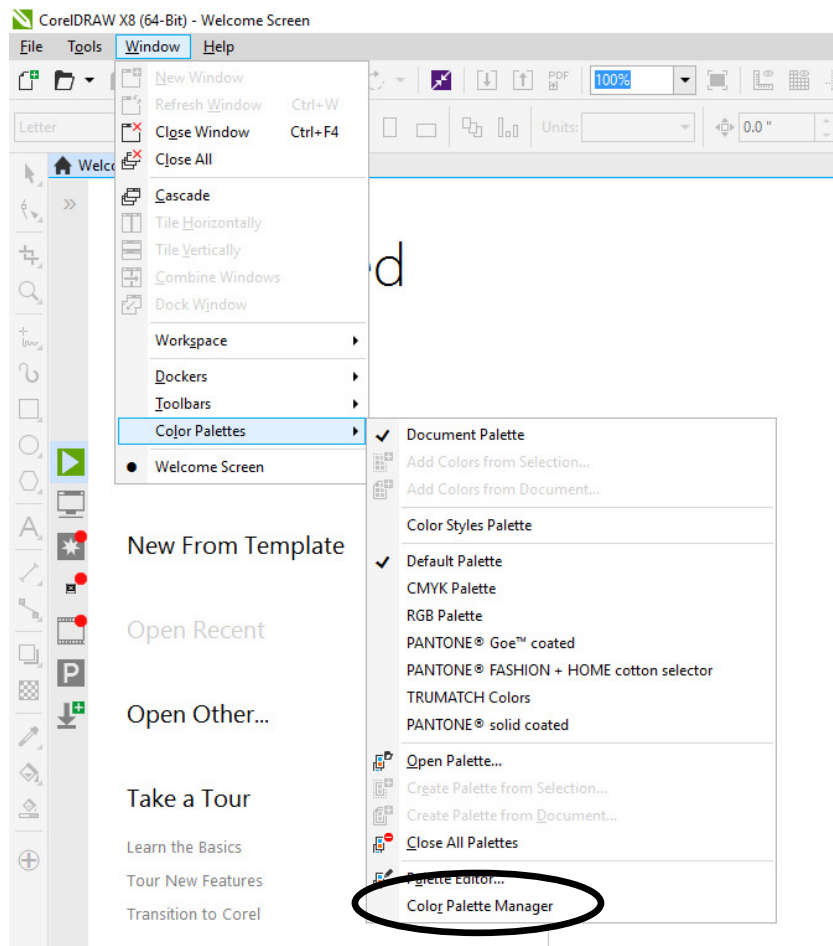 CorelDRAW X8 (64-Bit) - Welcome Screen
File Tools Window Help
New Window
PDF
100%
Refresh Window Ctrl+W
Letter
Close Window Ctrl+F4
Units:
0.0 "
Close All
Welco
Cascade
Tile Horizontally
Tile Vertically
ed
Combine Windows
Dock Window
Workspace
Dockers
Toolbars
Color Palettes
Welcome Screen
Document Palette
Add Colors from Selection...
Add Colors from Document...
Color Styles Palette
Default Palette
CMYK Palette
RGB Palette
PANTONE® Goe™ coated
PANTONE® FASHION + HOME cotton selector
TRUMATCH Colors
PANTONE® solid coated
Open Palette...
Create Palette from Selection...
Create Palette from Document...
Close All Palettes
Palette Editor...
Color Palette Manager
New From Template
Open Recent
Open Other...
Take a Tour
Learn the Basics
Tour New Features
Transition to Corel